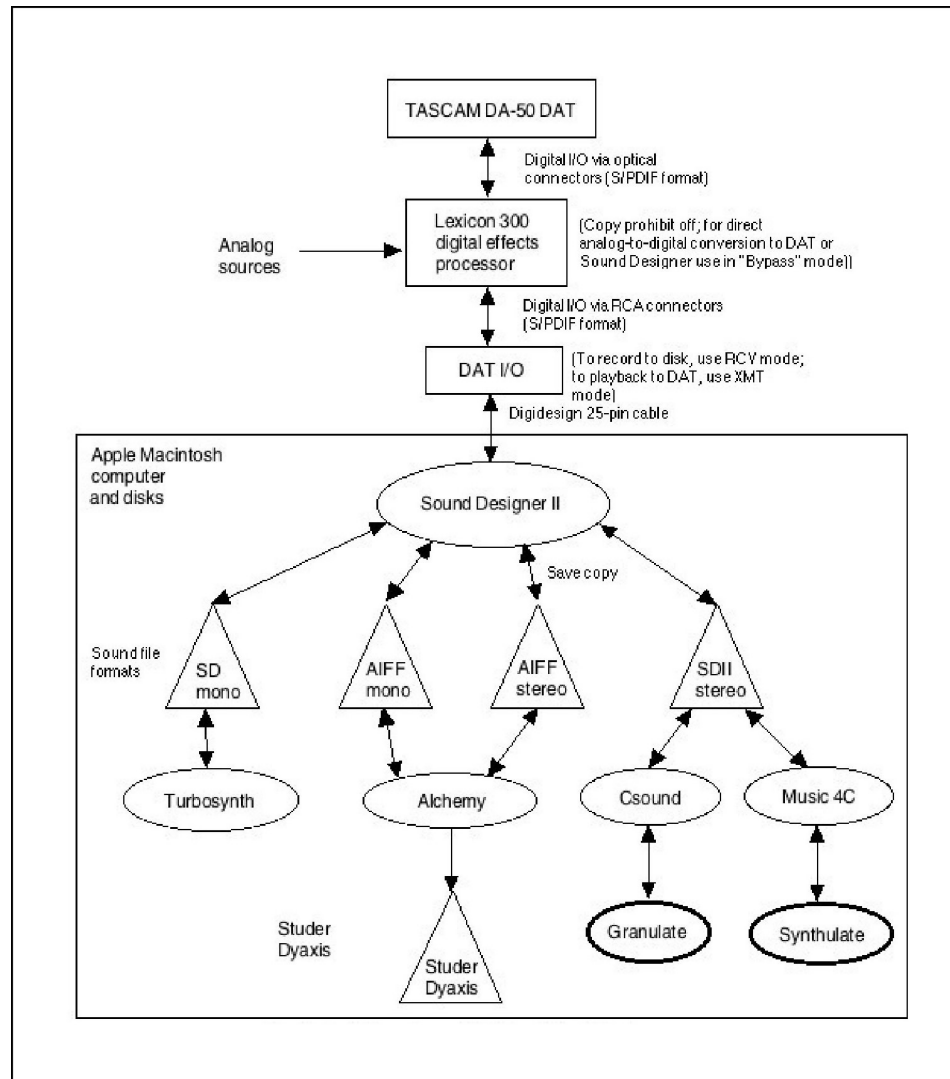 TASCAM DA-50 DAT
Digital I/O via optical
connectors (S/PDIF format)
Lexicon 300
digital effects
processor
(Copy prohibit off; for direct
analog-to-digital conversion to DAT or
Sound Designer use in "Bypass" mode))
Analog
sources
Digital I/O via RCA connectors
(S/PDIF format)
DAT I/O
(To record to disk, use RCV mode;
to playback to DAT, use XMT
mode)
Digidesign 25-pin cable
Apple Macintosh
computer
and disks
Sound Designer II
Save copy
Sound file
formats
SD
mono
AIFF
mono
AIFF
stereo
SDII
stereo
Turbosynth
Alchemy
Csound
Music 4C
Granulate
Synthulate
Studer
Dyaxis
Studer
Dyaxis